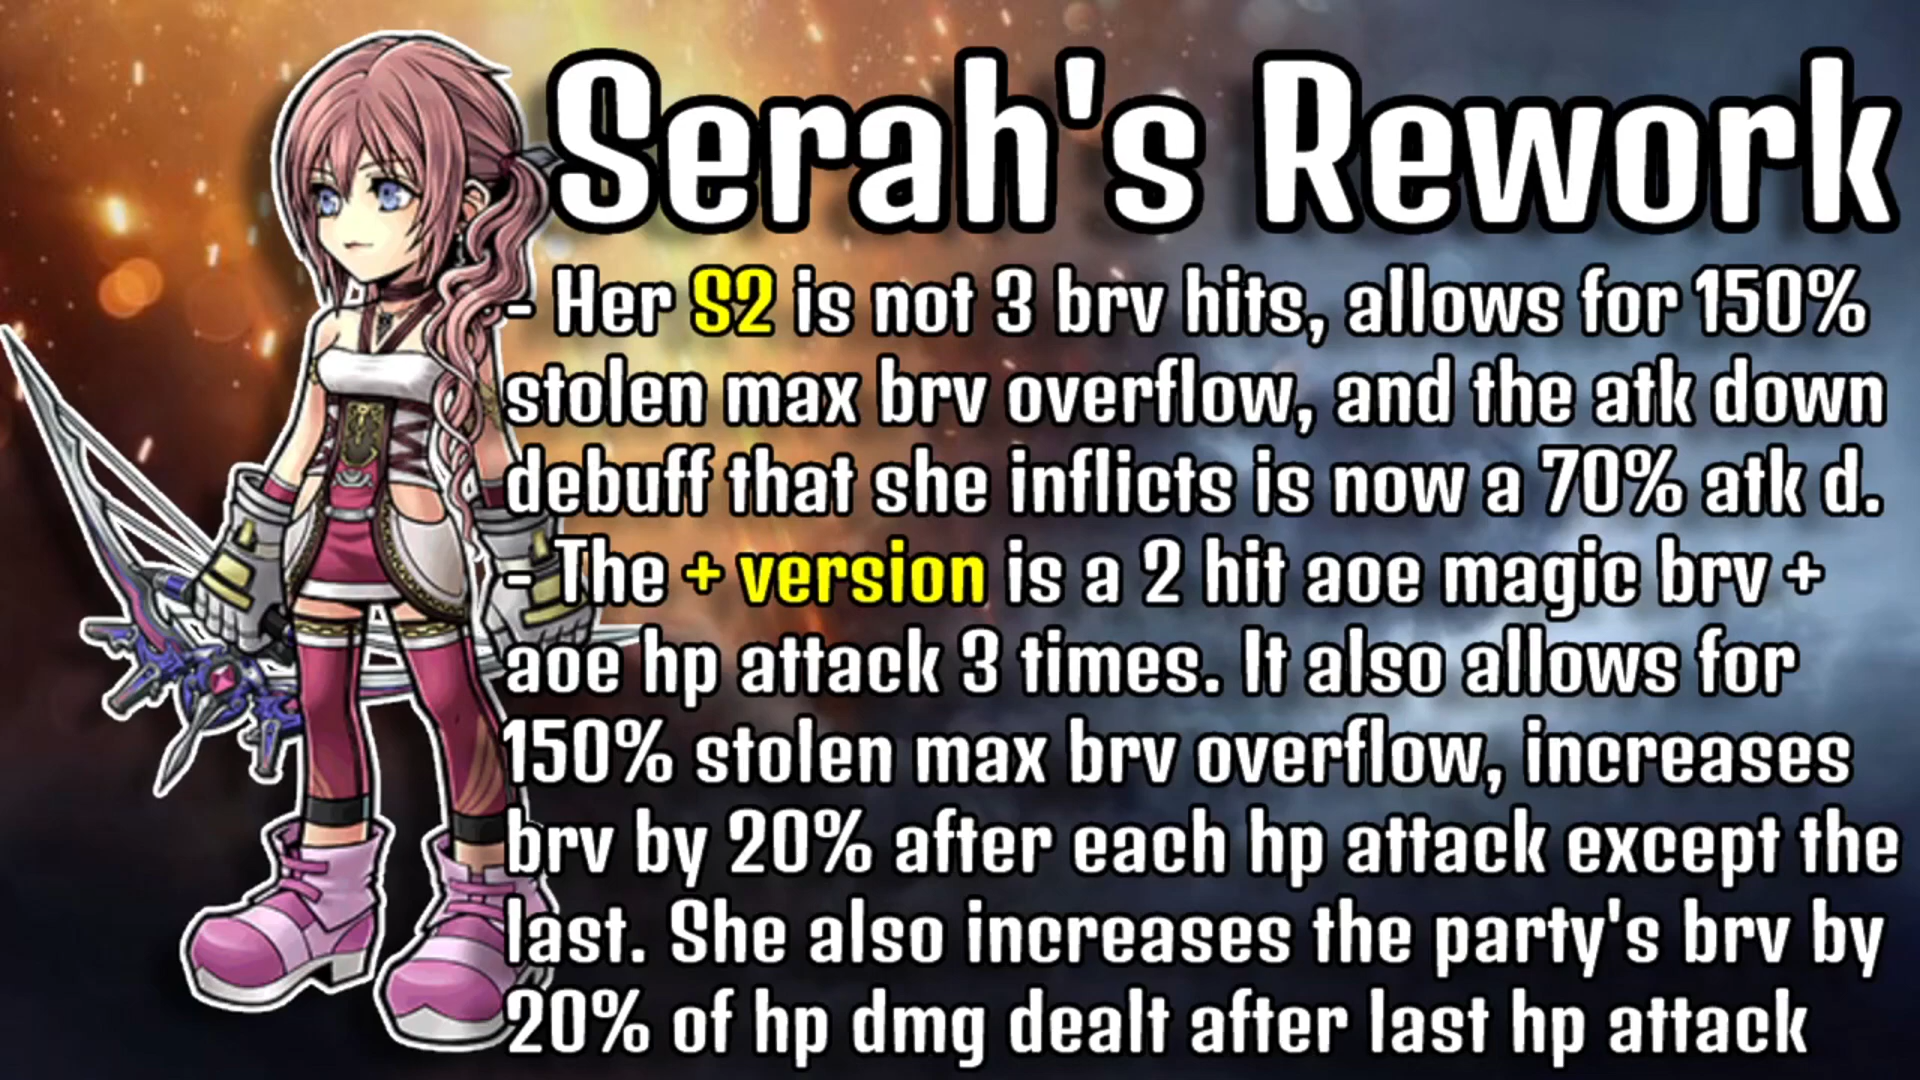 Serah's Rework
- Her S2 is not 3 brv hits, allows for 150%
stolen max brv overflow, and the atk down
debuff that she inflicts is now a 70% atk d.
- The + version is a 2 hit aoe magic brv +
aoe hp attack 3 times. It also allows for
150% stolen max brv overflow, increases
brv by 20% after each hp attack except the
last. She also increases the party's brv by
20% of hp dmg dealt after last hp attack